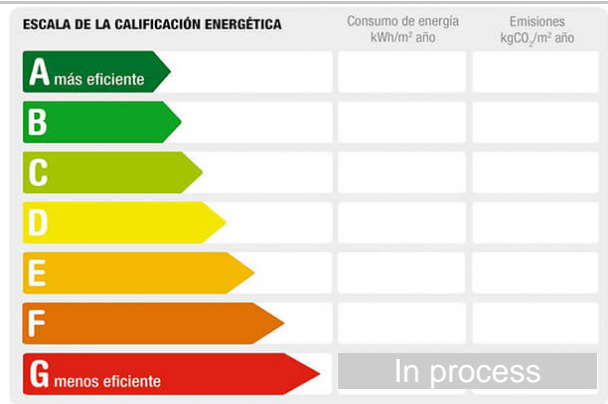 ESCALA DE LA CALIFICACIÓN ENERGÉTICA
Consumo de energía
kWh/m² año
Emisiones
kgCO₂/m² año
A más eficiente
B
C
D
E
F
G menos eficiente
In process